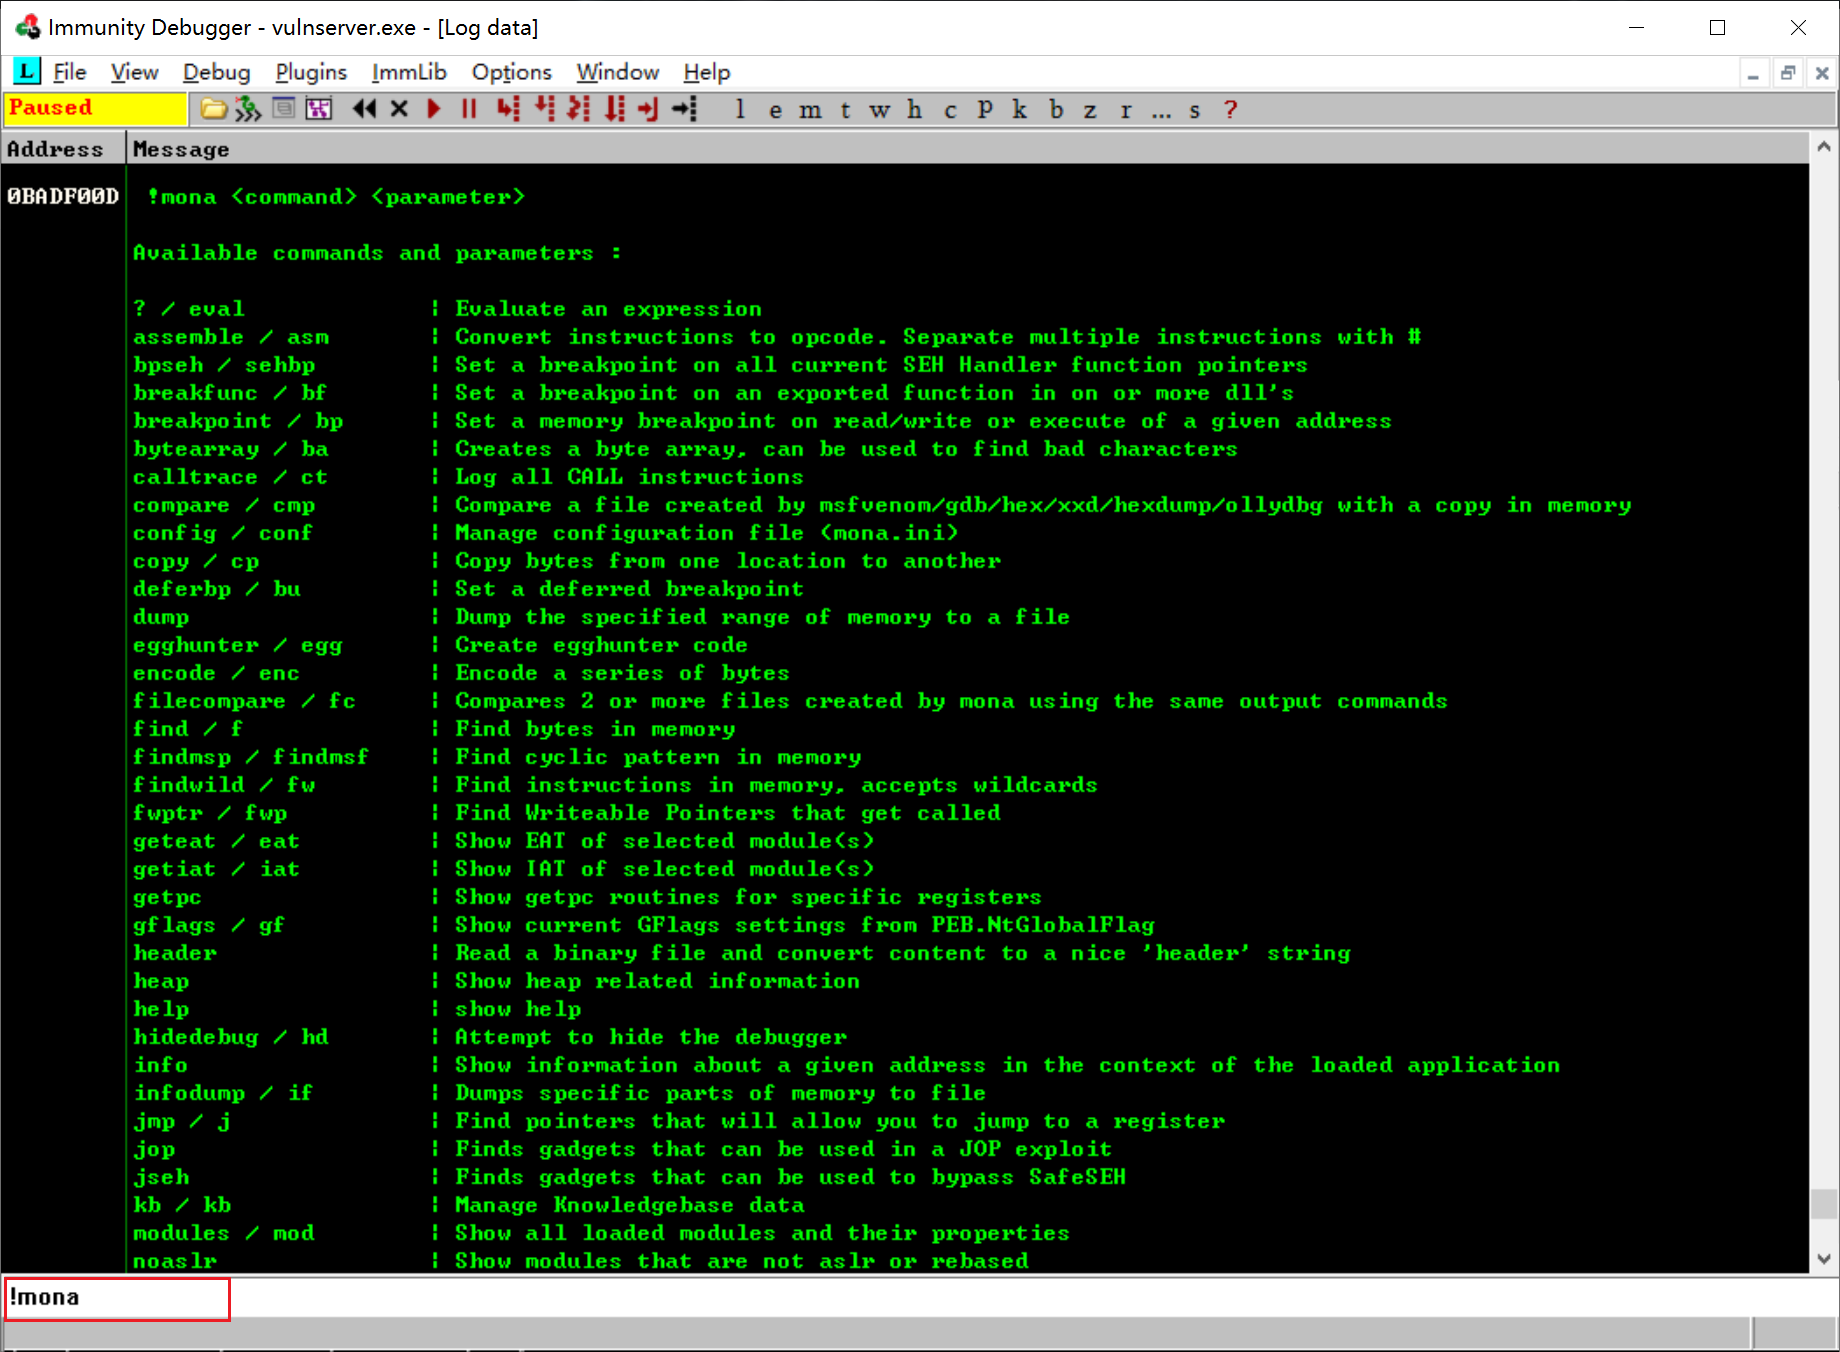 Immunity Debugger - vulnserver.exe - [Log data]
L File View Debug Plugins ImmLib Options Window Help
Paused l e m t w h c P k b z r ... s ?
Address Message
0BADF00D !mona <command> <parameter>
Available commands and parameters :
? / eval | Evaluate an expression
assemble / asm | Convert instructions to opcode. Separate multiple instructions with #
bpseh / sehbp | Set a breakpoint on all current SEH Handler function pointers
breakfunc / bf | Set a breakpoint on an exported function in on or more dll's
breakpoint / bp | Set a memory breakpoint on read/write or execute of a given address
bytearray / ba | Creates a byte array, can be used to find bad characters
calltrace / ct | Log all CALL instructions
compare / cmp | Compare a file created by msfvenom/gdb/hex/xxd/hexdump/ollydbg with a copy in memory
config / conf | Manage configuration file (mona.ini)
copy / cp | Copy bytes from one location to another
deferbp / bu | Set a deferred breakpoint
dump | Dump the specified range of memory to a file
egghunter / egg | Create egghunter code
encode / enc | Encode a series of bytes
filecompare / fc | Compares 2 or more files created by mona using the same output commands
find / f | Find bytes in memory
findmsp / findmsf | Find cyclic pattern in memory
findwild / fw | Find instructions in memory, accepts wildcards
fwptr / fwp | Find Writeable Pointers that get called
geteat / eat | Show EAT of selected module(s)
getiat / iat | Show IAT of selected module(s)
getpc | Show getpc routines for specific registers
gflags / gf | Show current GFlags settings from PEB.NtGlobalFlag
header | Read a binary file and convert content to a nice 'header' string
heap | Show heap related information
help | show help
hidedebug / hd | Attempt to hide the debugger
info | Show information about a given address in the context of the loaded application
infodump / if | Dumps specific parts of memory to file
jmp / j | Find pointers that will allow you to jump to a register
jop | Finds gadgets that can be used in a JOP exploit
jseh | Finds gadgets that can be used to bypass SafeSEH
kb / kb | Manage Knowledgebase data
modules / mod | Show all loaded modules and their properties
noaslr | Show modules that are not aslr or rebased
!mona